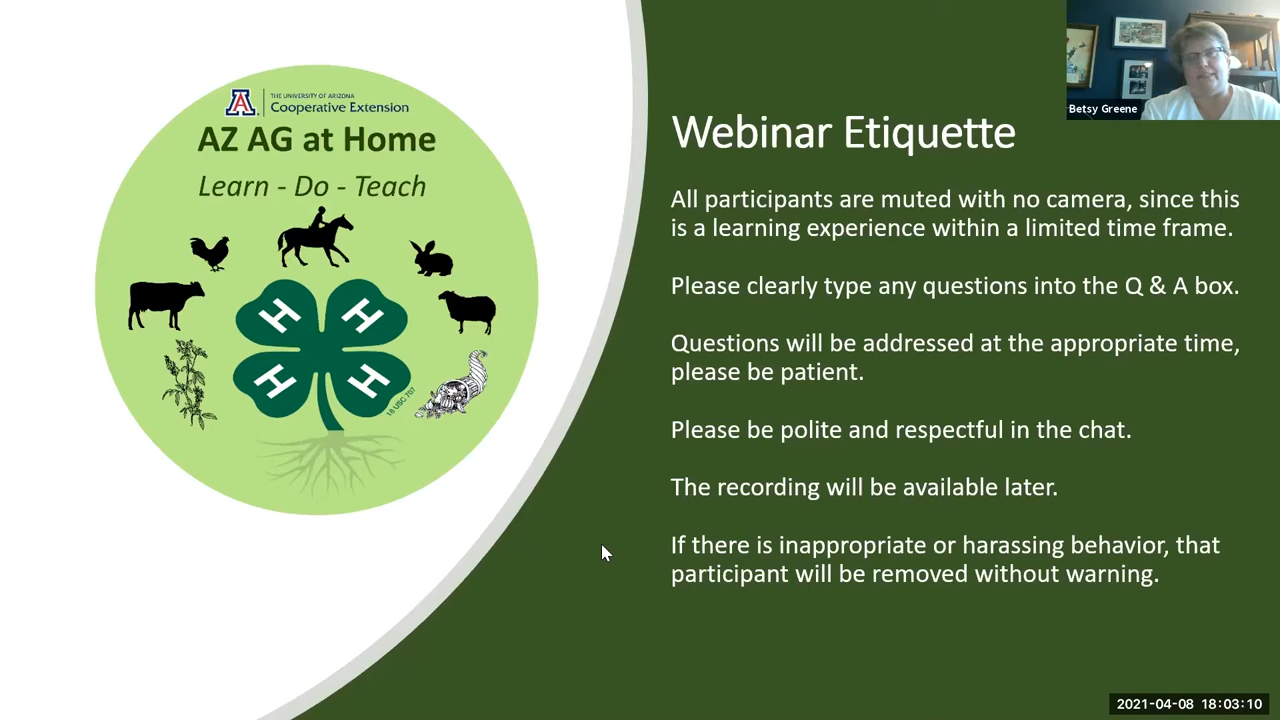 THE UNIVERSITY OF ARIZONA
Cooperative Extension
AZ AG at Home
Learn - Do - Teach
H H
H H
18 USC 707
Webinar Etiquette
All participants are muted with no camera, since this
is a learning experience within a limited time frame.
Please clearly type any questions into the Q & A box.
Questions will be addressed at the appropriate time,
please be patient.
Please be polite and respectful in the chat.
The recording will be available later.
If there is inappropriate or harassing behavior, that
participant will be removed without warning.
Betsy Greene
2021-04-08 18:03:10